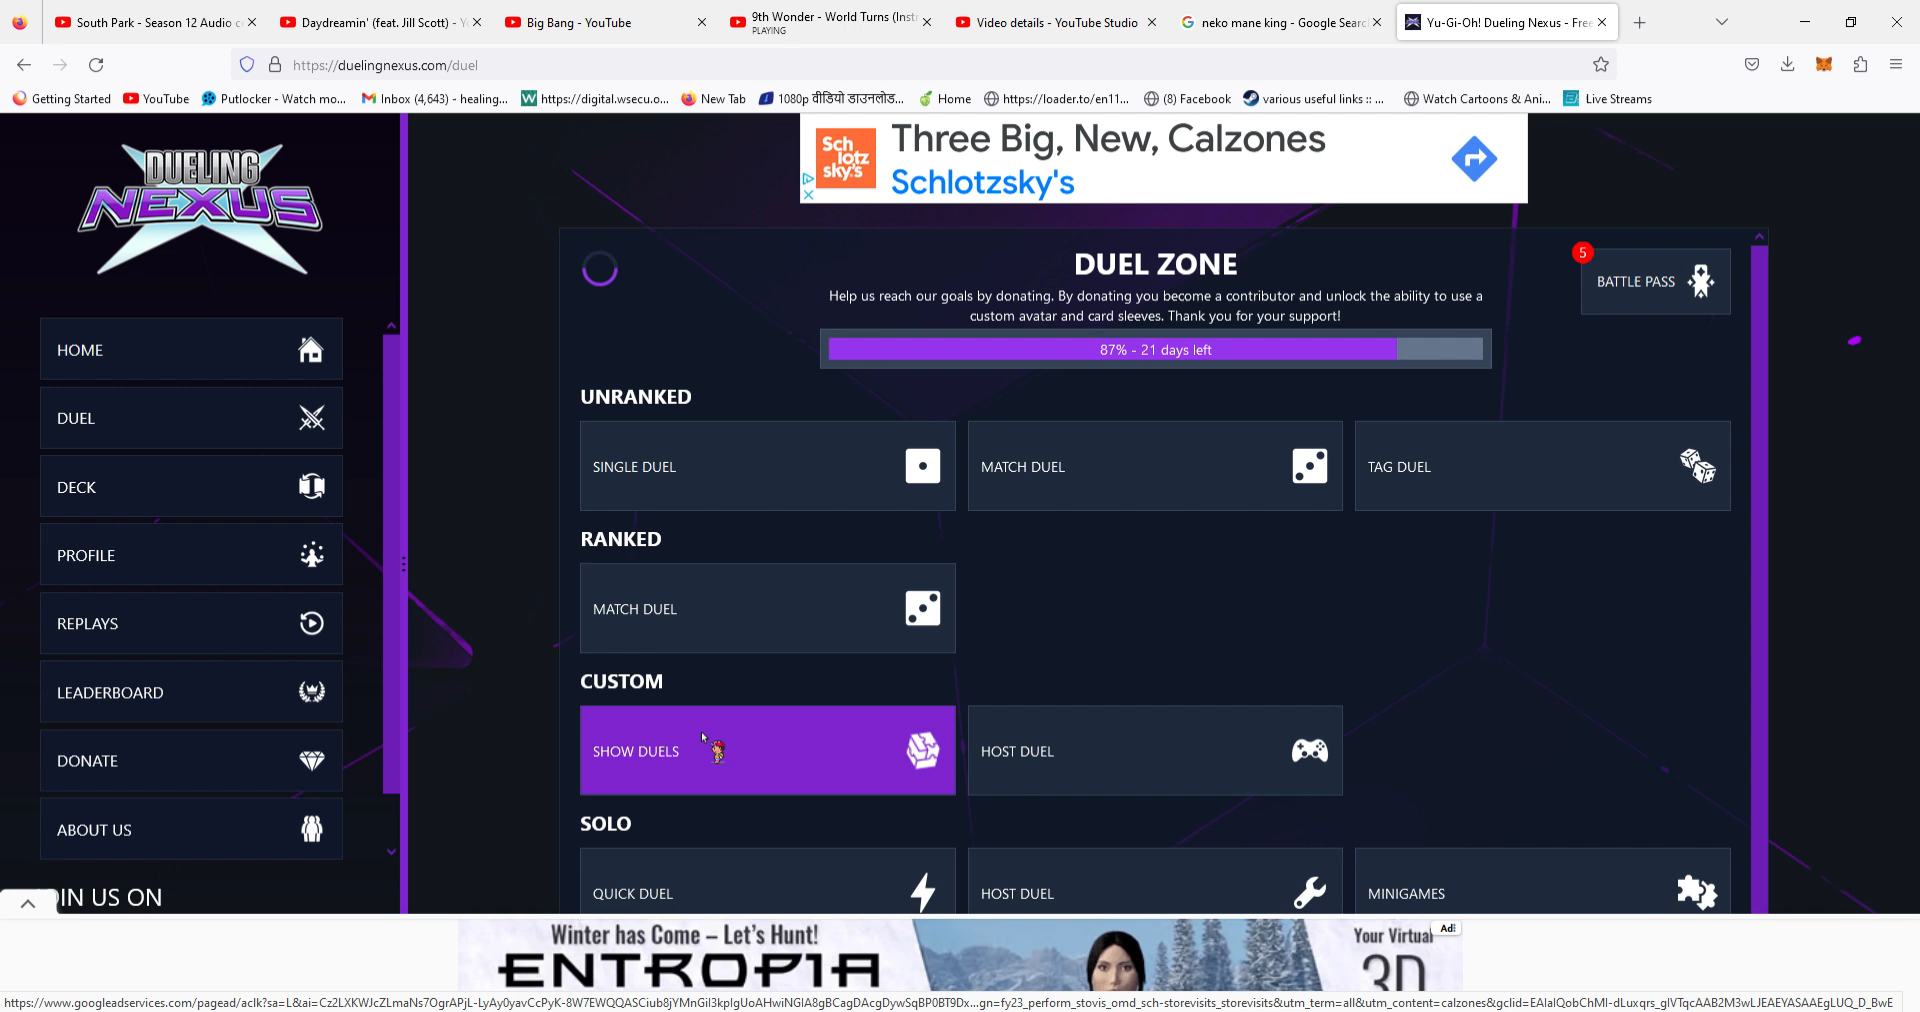 South Park - Season 12 Audio c
Daydreamin' (feat. Jill Scott) - Y
Big Bang - YouTube
9th Wonder - World Turns (Inst
PLAYING
Video details - YouTube Studio
neko mane king - Google Searc
Yu-Gi-Oh! Dueling Nexus - Free
https://duelingnexus.com/duel
Getting Started
YouTube
Putlocker - Watch mo...
Inbox (4,643) - healing...
https://digital.wsecu.o...
New Tab
1080p वीडियो डाउनलोड...
Home
https://loader.to/en11...
(8) Facebook
various useful links :: ...
Watch Cartoons & Ani...
Live Streams
Sch
lotz
sky's
Three Big, New, Calzones
Schlotzsky's
DUELING
NEXUS
HOME
DUEL
DECK
PROFILE
REPLAYS
LEADERBOARD
DONATE
ABOUT US
OIN US ON
DUEL ZONE
Help us reach our goals by donating. By donating you become a contributor and unlock the ability to use a
custom avatar and card sleeves. Thank you for your support!
87% - 21 days left
5
BATTLE PASS
UNRANKED
SINGLE DUEL
MATCH DUEL
TAG DUEL
RANKED
MATCH DUEL
CUSTOM
SHOW DUELS
HOST DUEL
SOLO
QUICK DUEL
HOST DUEL
MINIGAMES
Winter has Come – Let's Hunt!
ENTROPIA
Your Virtual
3D
Ad